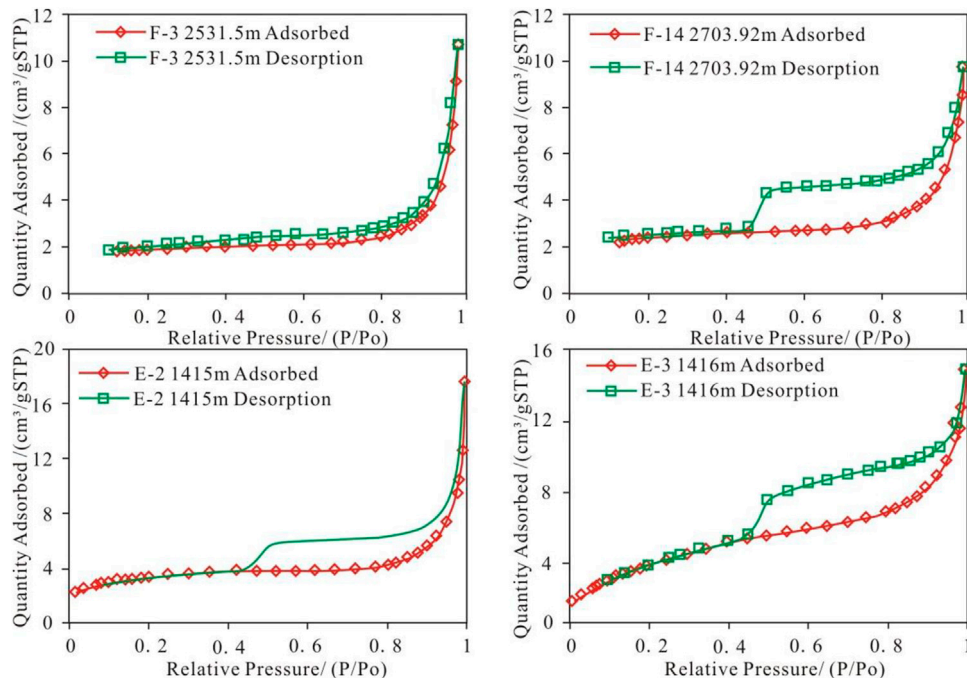 Quantity Adsorbed /(cm³/gSTP)
12
10
8
6
4
2
0
F-3 2531.5m Adsorbed
F-3 2531.5m Desorption
0 0. 2 0. 4 0. 6 0. 8 1
Relative Pressure/ (P/Po)
Quantity Adsorbed /(cm³/gSTP)
12
10
8
6
4
2
0
F-14 2703.92m Adsorbed
F-14 2703.92m Desorption
0 0. 2 0. 4 0. 6 0. 8 1
Relative Pressure/ (P/Po)
Quantity Adsorbed /(cm³/gSTP)
20
16
12
8
4
0
E-2 1415m Adsorbed
E-2 1415m Desorption
0 0. 2 0. 4 0. 6 0. 8 1
Relative Pressure/ (P/Po)
Quantity Adsorbed /(cm³/gSTP)
16
12
8
4
0
E-3 1416m Adsorbed
E-3 1416m Desorption
0 0. 2 0. 4 0. 6 0. 8 1
Relative Pressure/ (P/Po)